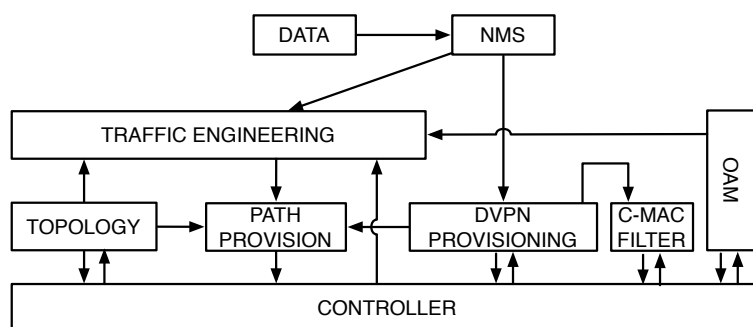 DATA
NMS
TRAFFIC ENGINEERING
OAM
TOPOLOGY
PATH
PROVISION
DVPN
PROVISIONING
C-MAC
FILTER
CONTROLLER